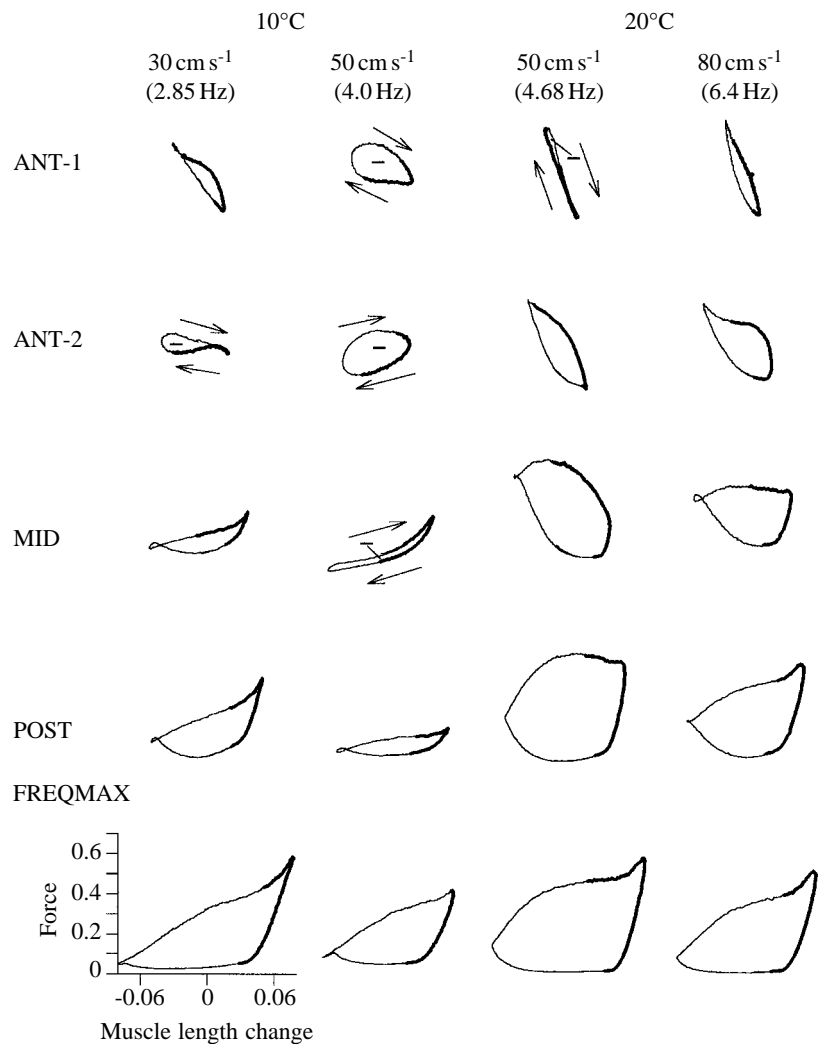 10°C 20°C
30 cm s⁻¹ 50 cm s⁻¹ 50 cm s⁻¹ 80 cm s⁻¹
(2.85 Hz) (4.0 Hz) (4.68 Hz) (6.4 Hz)
ANT-1
ANT-2
MID
POST
FREQMAX
0.6
0.4
0.2
0
Force
-0.06 0 0.06
Muscle length change